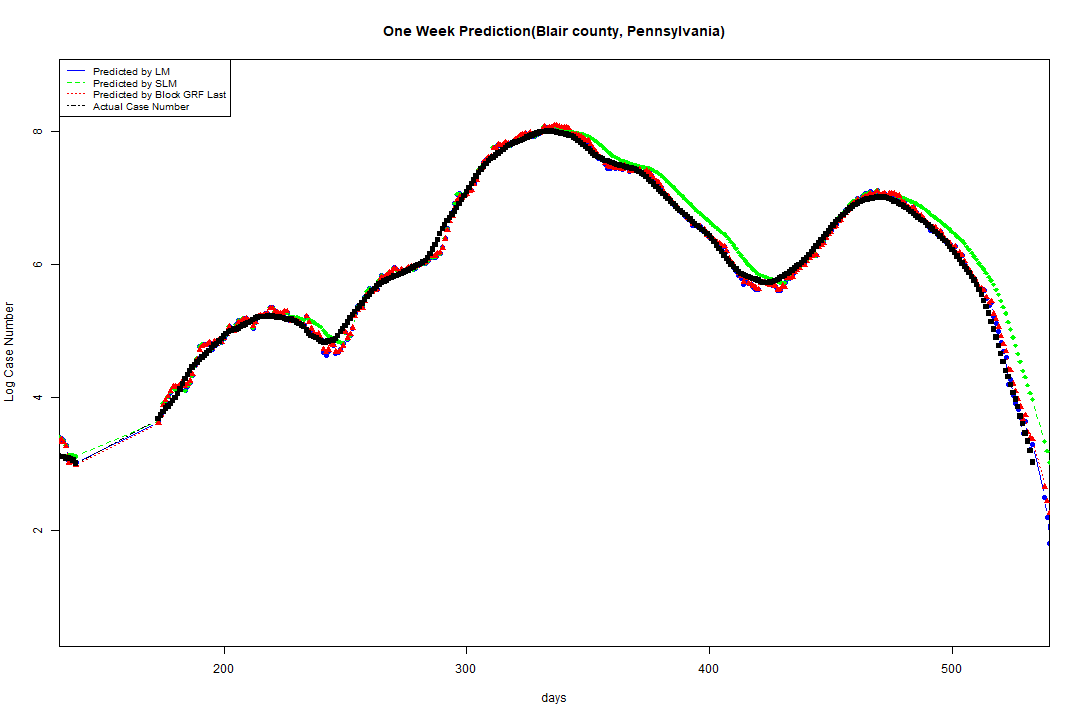 One Week Prediction(Blair county, Pennsylvania)
Predicted by LM
Predicted by SLM
Predicted by Block GRF Last
Actual Case Number
Log Case Number
8
6
4
2
200
300
400
500
days